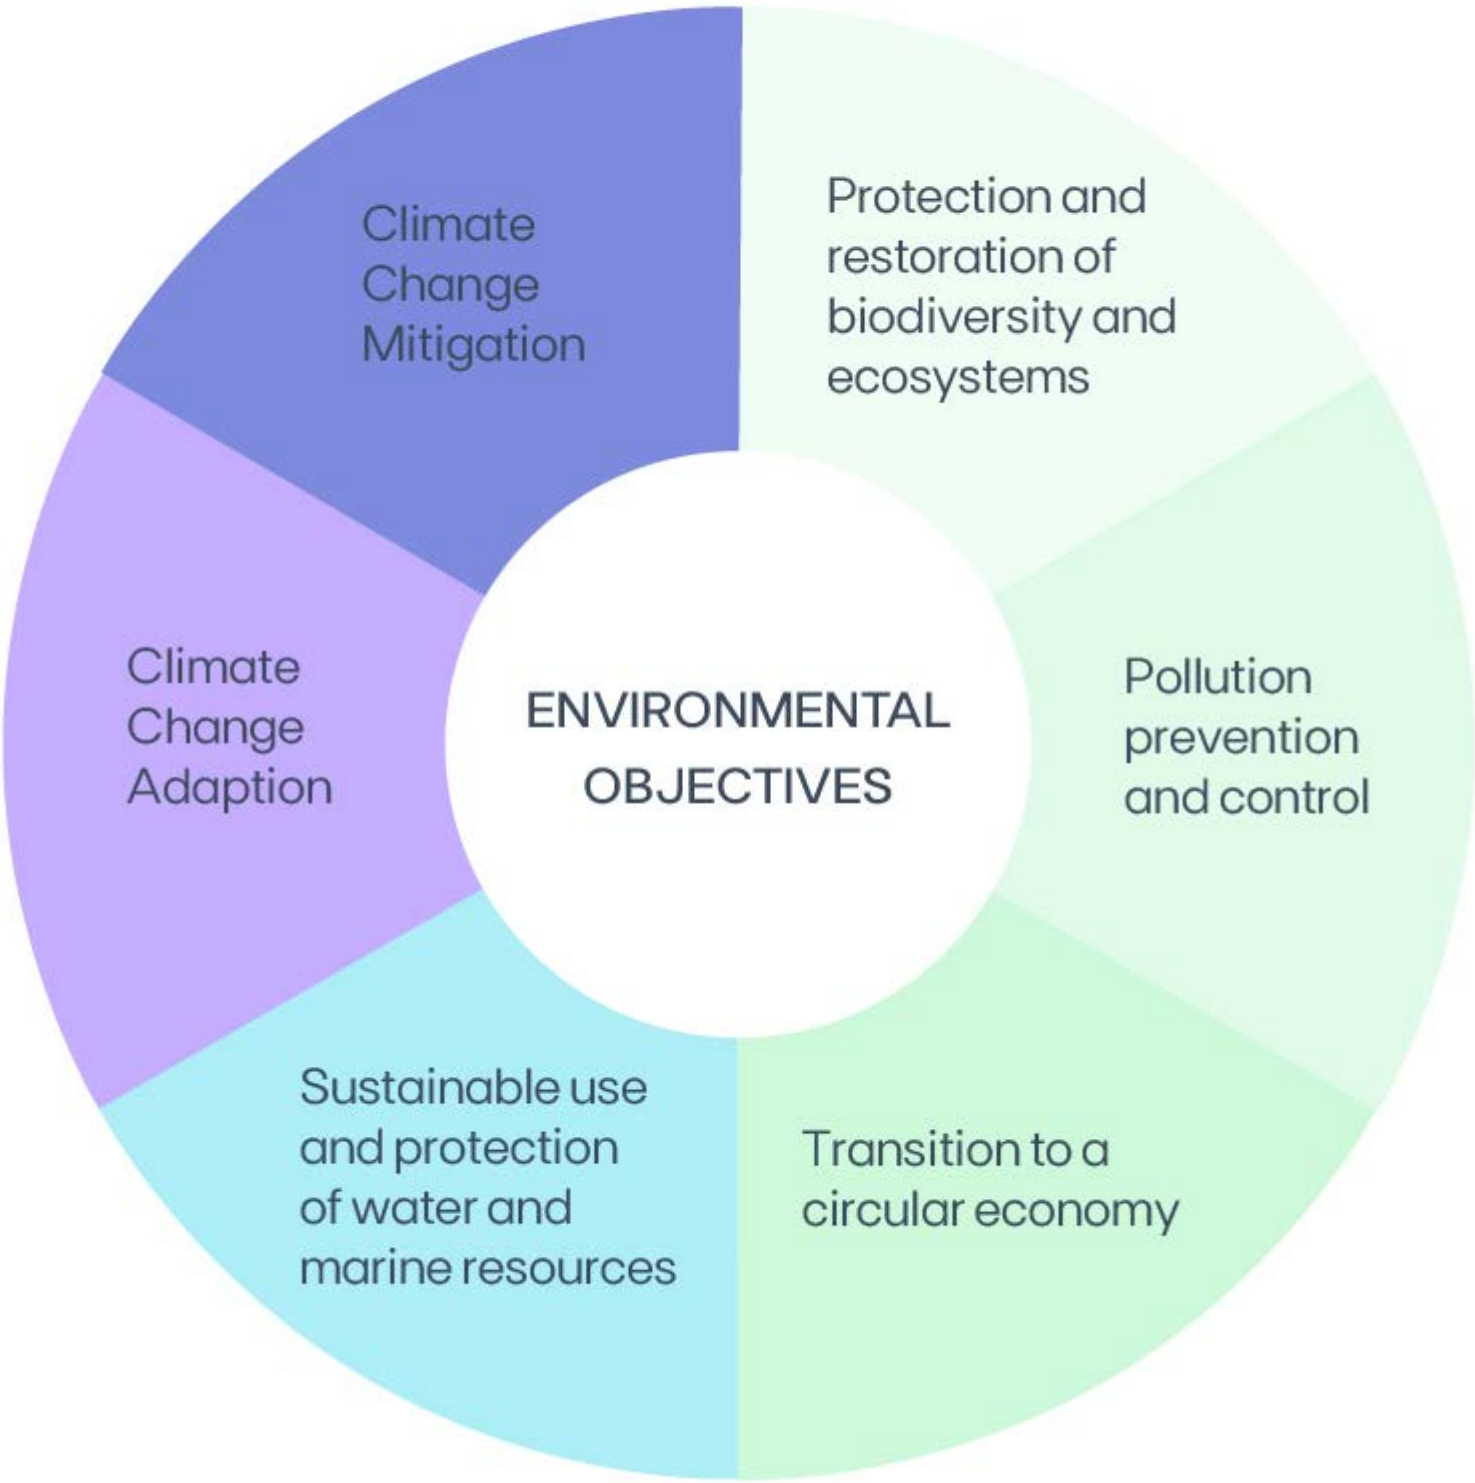 Climate
Change
Mitigation
Protection and
restoration of
biodiversity and
ecosystems
Climate
Change
Adaption
ENVIRONMENTAL
OBJECTIVES
Pollution
prevention
and control
Sustainable use
and protection
of water and
marine resources
Transition to a
circular economy